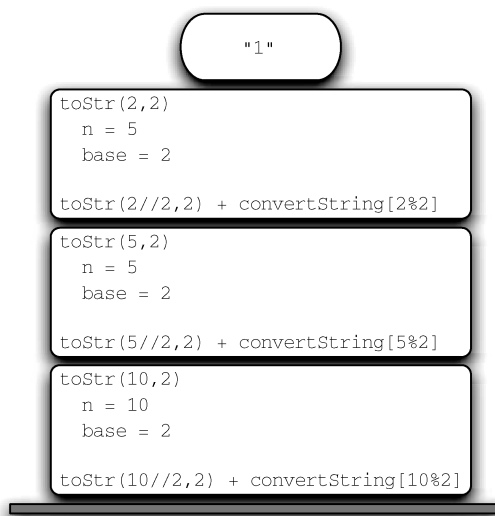 "1"
toStr(2,2)
n = 5
base = 2
toStr(2//2,2) + convertString[2%2]
toStr(5,2)
n = 5
base = 2
toStr(5//2,2) + convertString[5%2]
toStr(10,2)
n = 10
base = 2
toStr(10//2,2) + convertString[10%2]